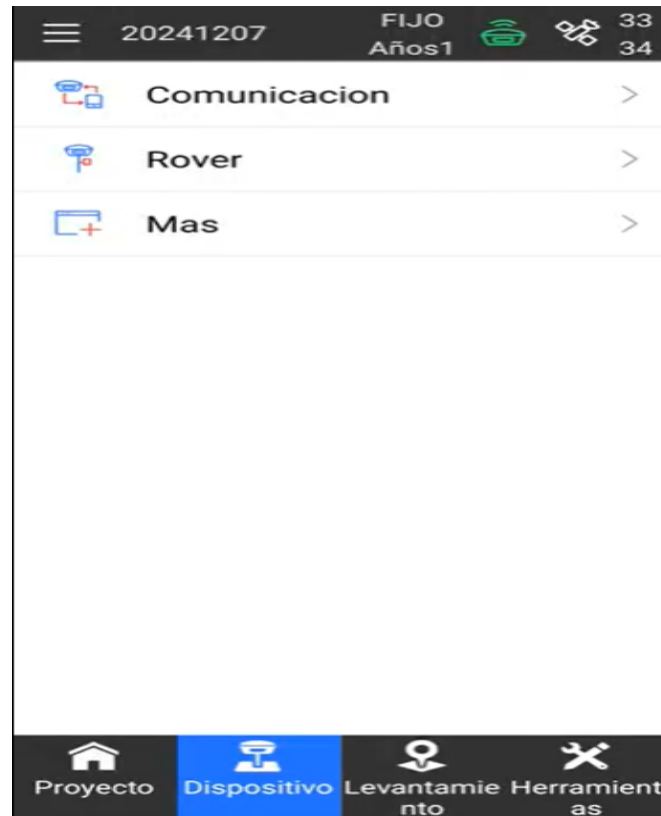 20241207
FIJO
Años1
33
34
Comunicacion
Rover
Mas
Proyecto
Dispositivo
Levantamie
nto
Herramient
as